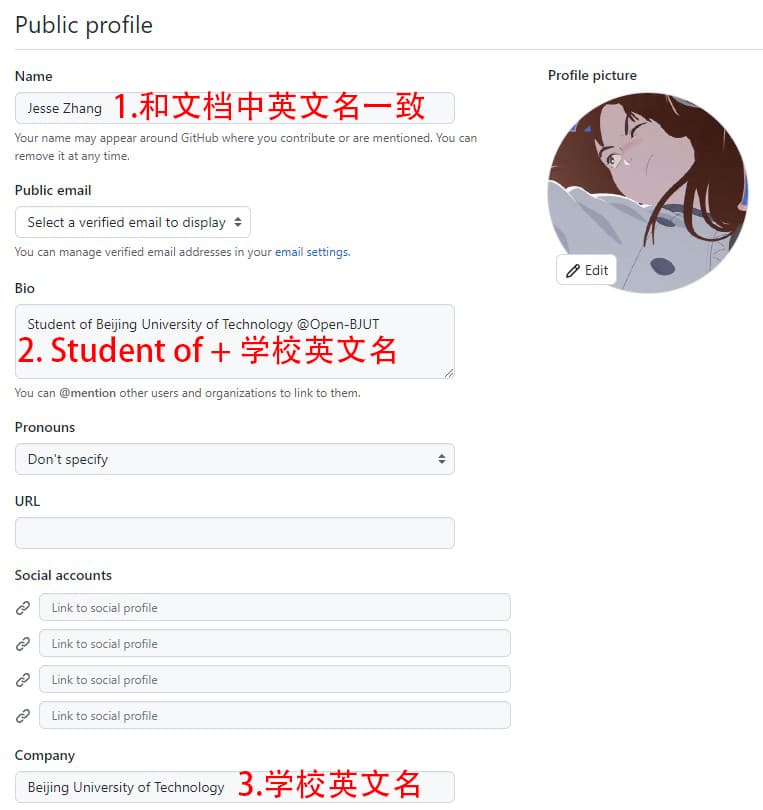 Public profile
Name
Profile picture
Jesse Zhang 1.和文档中英文名一致
Your name may appear around GitHub where you contribute or are mentioned. You can
remove it at any time.
Public email
Select a verified email to display
You can manage verified email addresses in your email settings.
Edit
Bio
Student of Beijing University of Technology @Open-BJUT
2. Student of + 学校英文名
You can @mention other users and organizations to link to them.
Pronouns
Don't specify
URL
Social accounts
Link to social profile
Link to social profile
Link to social profile
Link to social profile
Company
Beijing University of Technology 3.学校英文名